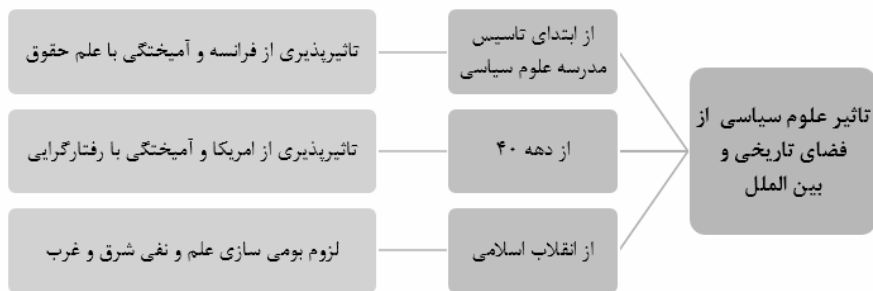 تاثیر علوم سیاسی از
فضای تاریخی و
بین الملل
از ابتدای تاسیس
مدرسه علوم سیاسی
تاثیرپذیری از فرانسه و آمیختگی با علم حقوق
از دهه ۴۰
تاثیرپذیری از امریکا و آمیختگی با رفتارگرایی
از انقلاب اسلامی
لزوم بومی سازی علم و نفی شرق و غرب